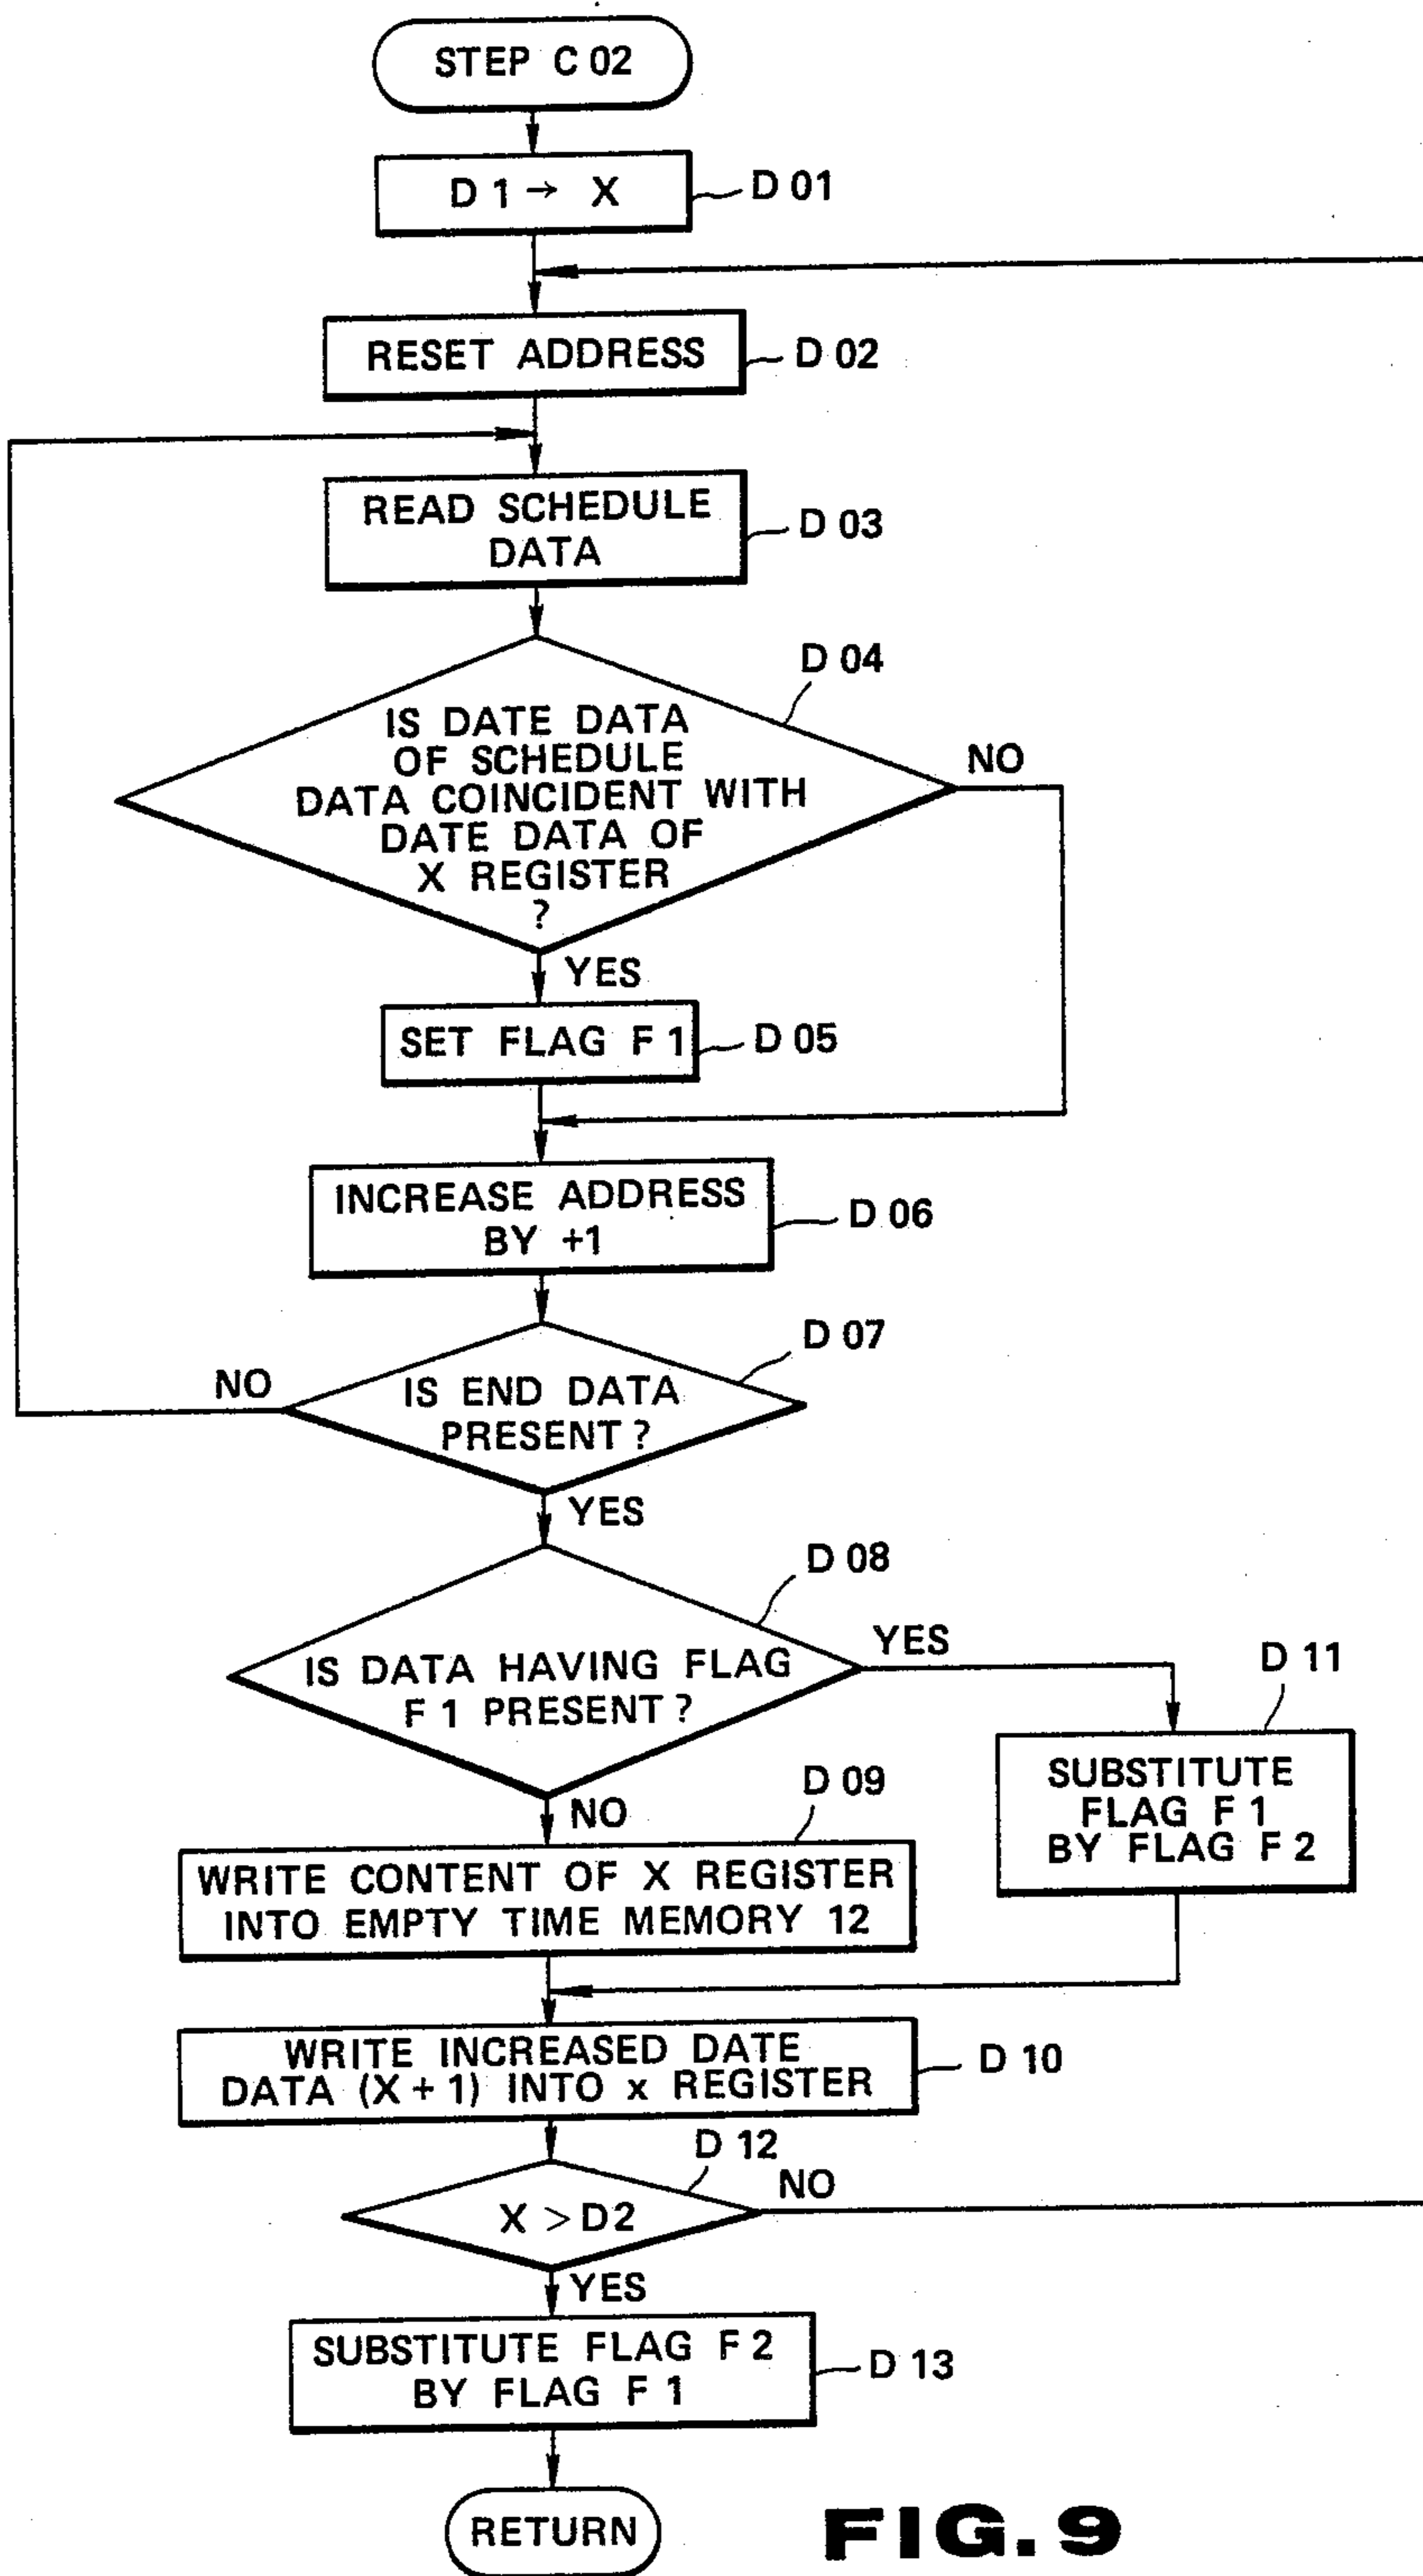 STEP C 02
D 1 → X
D 01
RESET ADDRESS
D 02
READ SCHEDULE
DATA
D 03
D 04
IS DATE DATA
OF SCHEDULE
DATA COINCIDENT WITH
DATE DATA OF
X REGISTER
?
NO
YES
SET FLAG F 1
D 05
INCREASE ADDRESS
BY +1
D 06
D 07
NO
IS END DATA
PRESENT ?
YES
D 08
IS DATA HAVING FLAG
F 1 PRESENT ?
YES
D 11
SUBSTITUTE
FLAG F 1
BY FLAG F 2
NO
D 09
WRITE CONTENT OF X REGISTER
INTO EMPTY TIME MEMORY 12
WRITE INCREASED DATE
DATA (X + 1) INTO x REGISTER
D 10
D 12
X > D2
NO
YES
SUBSTITUTE FLAG F 2
BY FLAG F 1
D 13
RETURN
FIG. 9